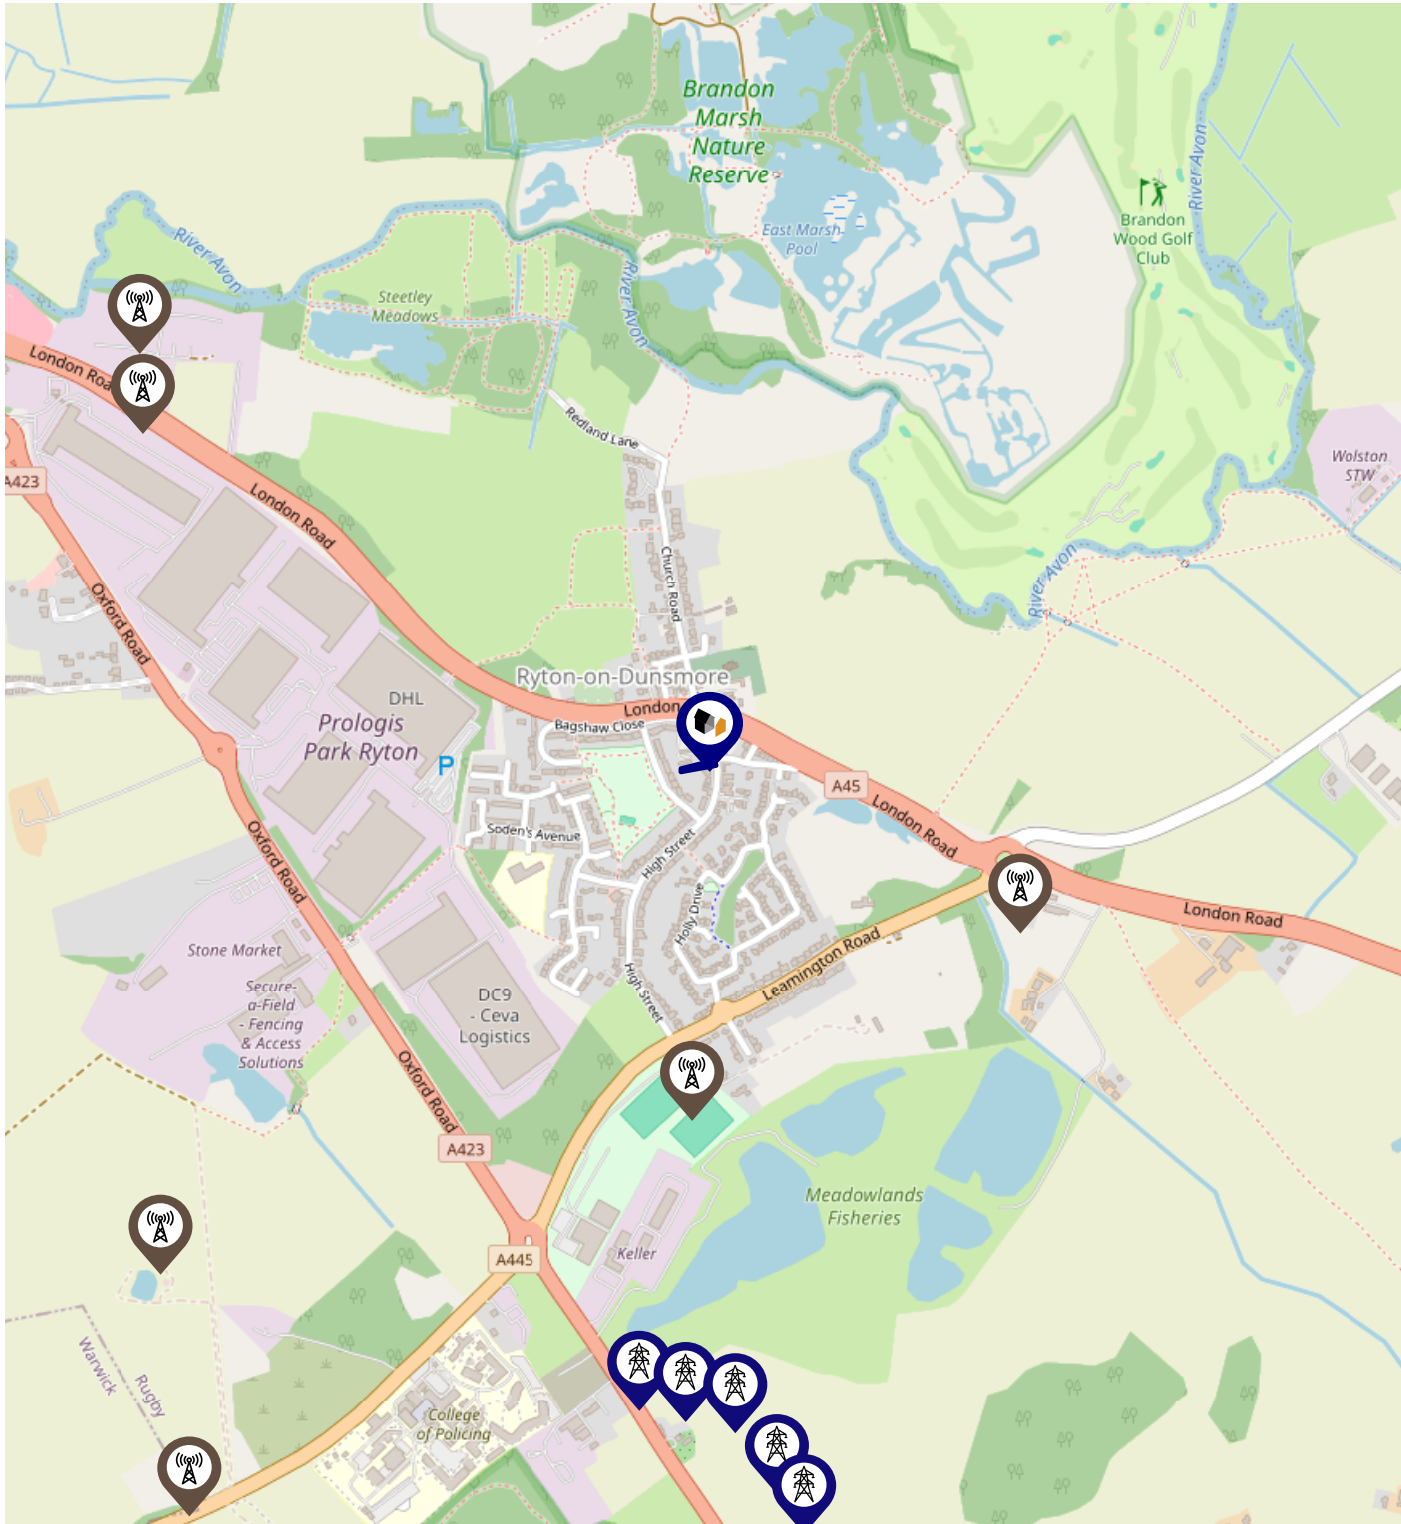 Brandon
Marsh
Nature
Reserve
River Avon
Brandon
Wood Golf
Club
East Marsh
Pool
River Avon
River Avon
Steetley
Meadows
London Roa
Redland Lane
A423
Wolston
STW
London Road
Church Road
River Avon
Oxford Road
Ryton-on-Dunsmore
DHL
London
Bagshaw Close
Prologis
Park Ryton
P
A45
London Road
Soden's Avenue
High Street
Oxford Road
Holly Drive
London Road
Leamington Road
Stone Market
High Street
Secure-
a-Field
- Fencing
& Access
Solutions
DC9
- Ceva
Logistics
Oxford Road
A423
Meadowlands
Fisheries
Keller
A445
Warwick
Rugby
College
of Policing